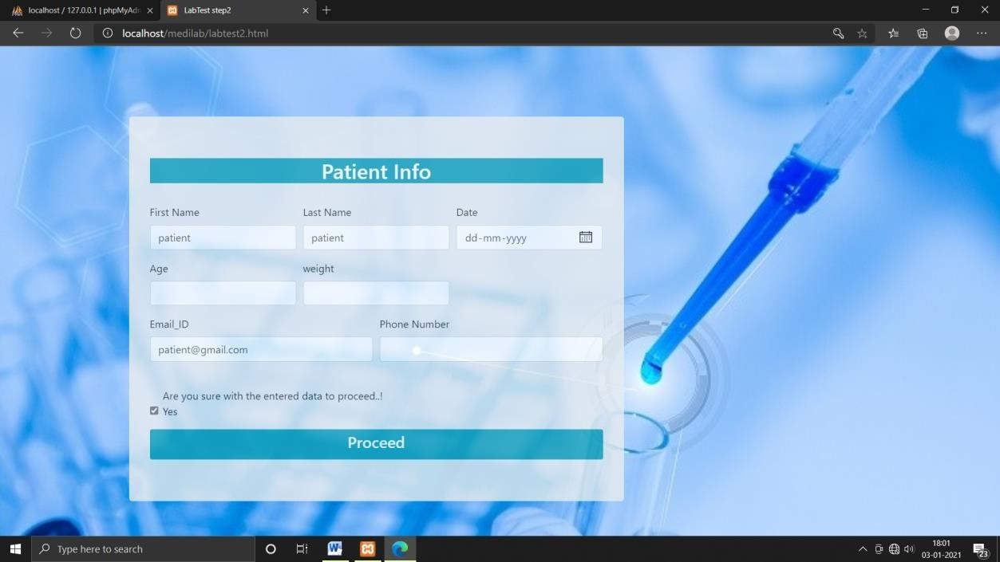 localhost / 127.0.0.1 | phpMyAdn
LabTest step2
localhost/medilab/labtest2.html
Patient Info
First Name Last Name Date
patient patient dd-mm-yyyy
Age weight
Email_ID Phone Number
patient@gmail.com
Are you sure with the entered data to proceed..!
Yes
Proceed
Type here to search
18:01
03-01-2021
23